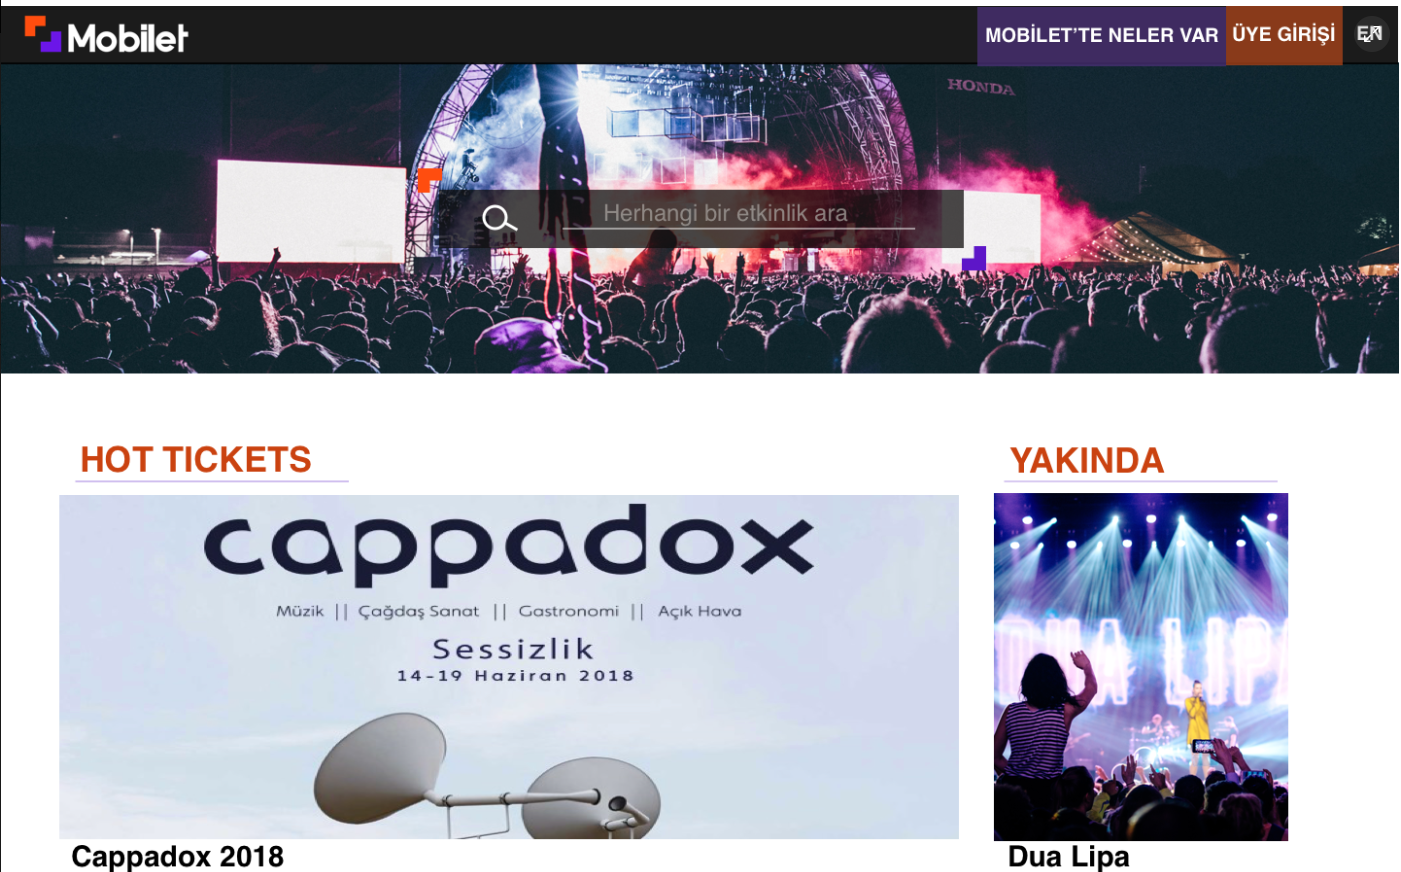 Mobilet
MOBİLET'TE NELER VAR
ÜYE GİRİŞİ
EN
HONDA
Herhangi bir etkinlik ara
HOT TICKETS
YAKINDA
cappadox
Müzik || Çağdaş Sanat || Gastronomi || Açık Hava
Sessizlik
14-19 Haziran 2018
DUA LIPA
Cappadox 2018
Dua Lipa